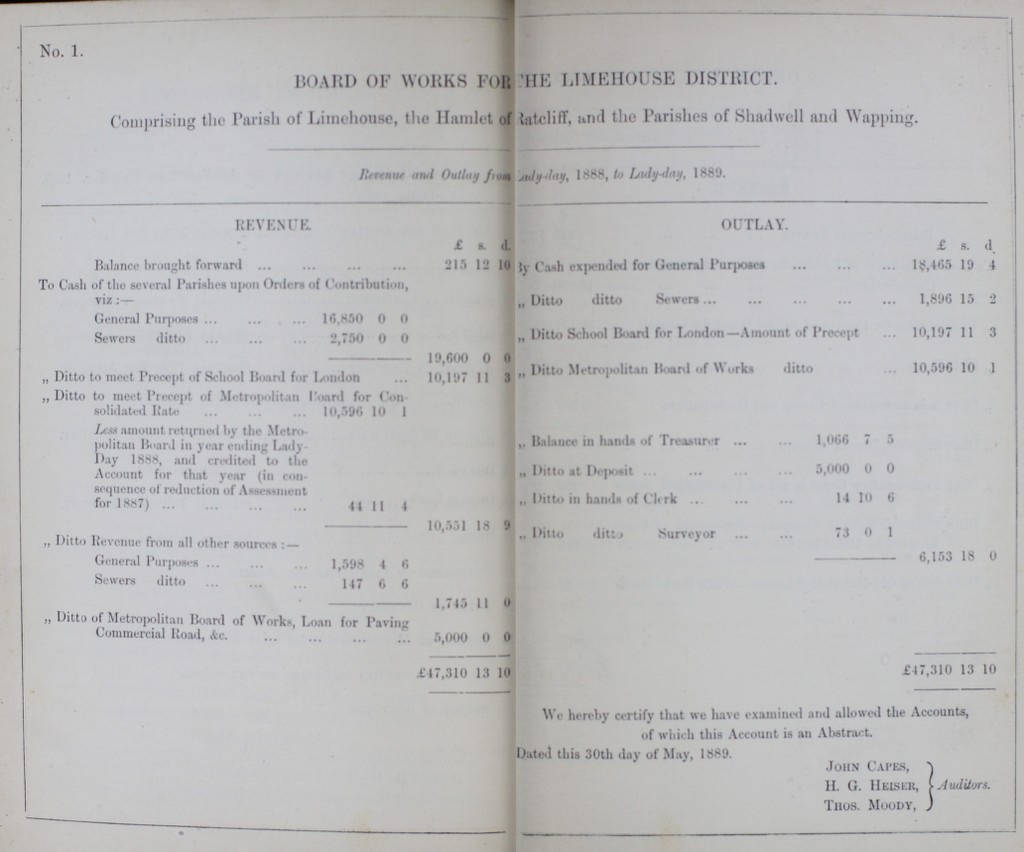 No. 1.
BOARD OF WORKS FOR THE LIMEHOUSE DISTRICT.
Comprising the Parish of Limehouse, the Hamlet of Ratcliff, and the Parishes of Shadwell and Wapping.
Revenue and Outlay from Lady-day, 1888, to Lady-day, 1889.
REVENUE.
£ s. d.
Balance brought forward ... ... ... ... 215 12 10
To Cash of the several Parishes upon Orders of Contribution,
viz :—
General Purposes ... ... ... 16,850 0 0
Sewers ditto ... ... ... 2,750 0 0
19,600 0 0
„ Ditto to meet Precept of School Board for London ... 10,197 11 3
„ Ditto to meet Precept of Metropolitan Board for Con-
solidated Rate ... ... ... 10,596 10 1
Less amount returned by the Metro-
politan Board in year ending Lady-
Day 1888, and credited to the
Account for that year (in con-
sequence of reduction of Assessment
for 1887) ... ... ... ... 44 11 4
10,551 18 9
„ Ditto Revenue from all other sources :—
General Purposes ... ... ... 1,598 4 6
Sewers ditto ... ... ... 147 6 6
1,745 11 0
„ Ditto of Metropolitan Board of Works, Loan for Paving
Commercial Road, &c. ... ... ... ... 5,000 0 0
£47,310 13 10
OUTLAY.
£ s. d.
By Cash expended for General Purposes ... ... ... 18,465 19 4
„ Ditto ditto Sewers ... ... ... ... ... 1,896 15 2
„ Ditto School Board for London—Amount of Precept ... 10,197 11 3
„ Ditto Metropolitan Board of Works ditto ... 10,596 10 1
„ Balance in hands of Treasurer ... ... 1,066 7 5
„ Ditto at Deposit ... ... ... ... 5,000 0 0
„ Ditto in hands of Clerk ... ... ... 14 10 6
„ Ditto ditto Surveyor ... ... 73 0 1
6,153 18 0
£47,310 13 10
We hereby certify that we have examined and allowed the Accounts,
of which this Account is an Abstract.
Dated this 30th day of May, 1889.
JOHN CAPES,
H. G. HEISER, } Auditors.
THOS. MOODY,